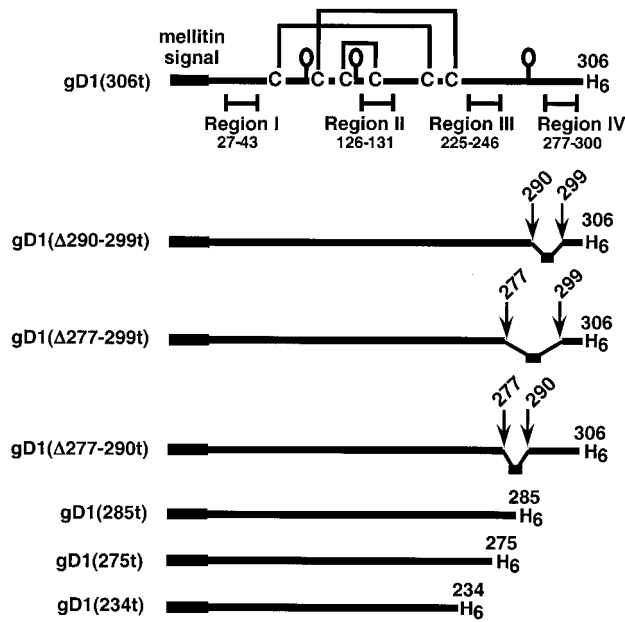 mellitin
signal
306
gD1(306t)
C C C C C C
H6
Region I
Region II
Region III
Region IV
27-43
126-131
225-246
277-300
290
299
306
gD1(Δ290-299t)
H6
277
299
306
gD1(Δ277-299t)
H6
277
290
306
gD1(Δ277-290t)
H6
285
gD1(285t)
H6
275
gD1(275t)
H6
234
gD1(234t)
H6